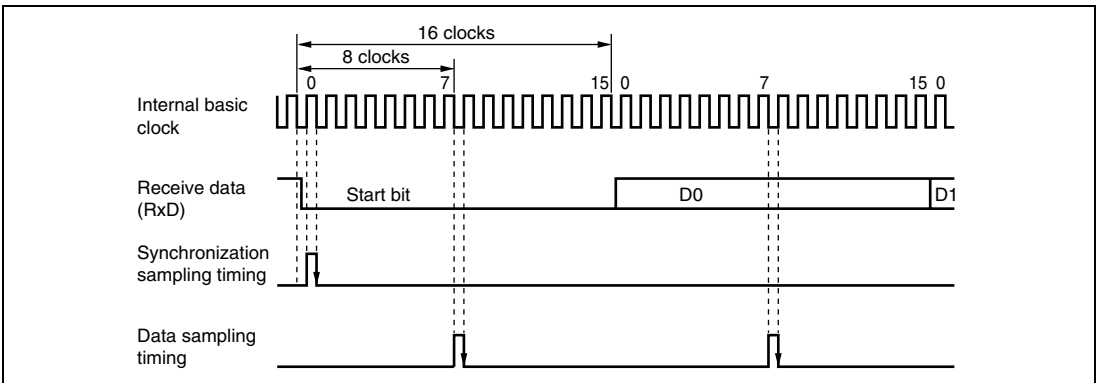 16 clocks
8 clocks
0 7 15 0 7 15 0
Internal basic
clock
Receive data
(RxD)
Start bit D0 D1
Synchronization
sampling timing
Data sampling
timing